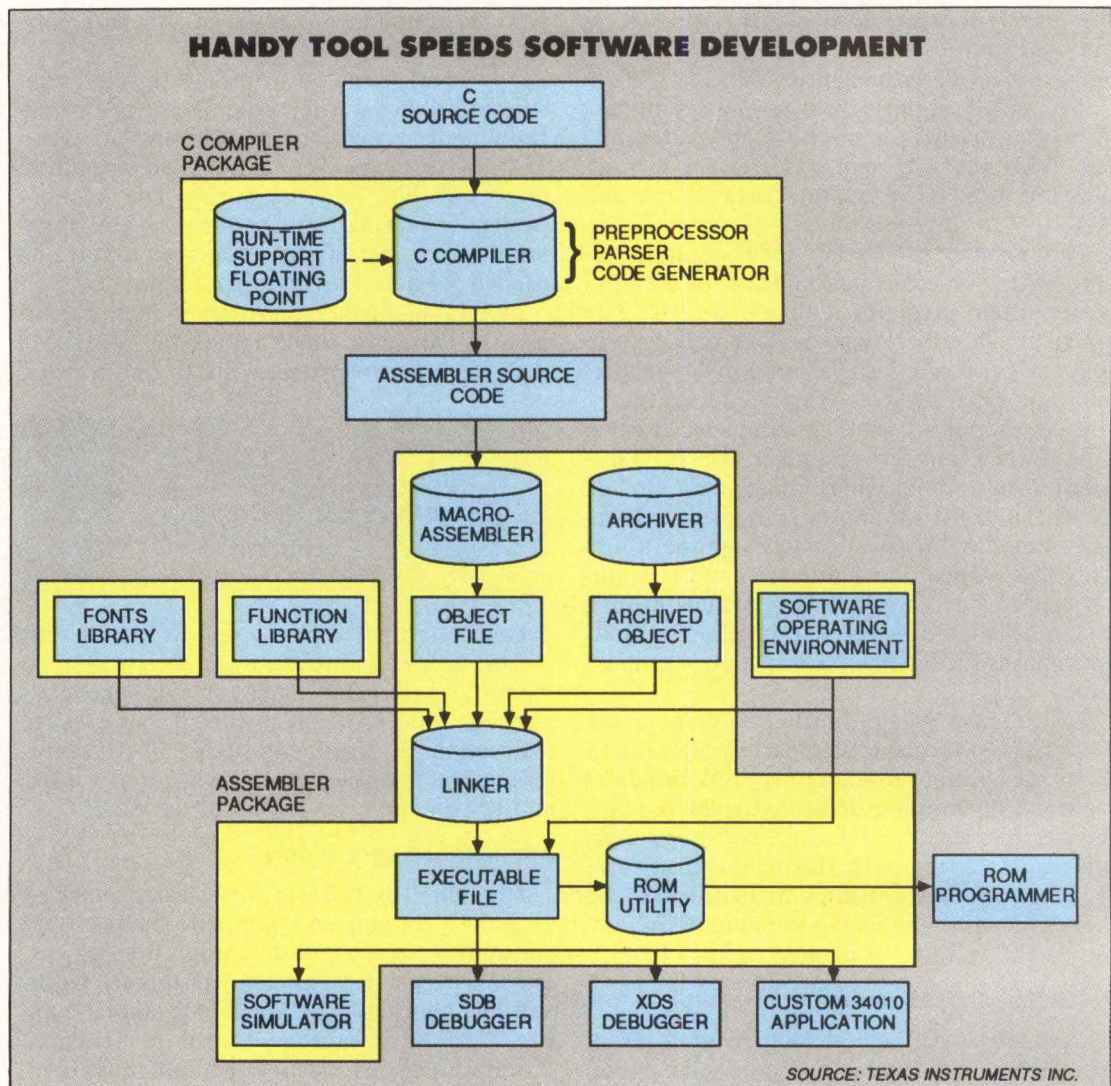 HANDY TOOL SPEEDS SOFTWARE DEVELOPMENT
C
SOURCE CODE
C COMPILER
PACKAGE
RUN-TIME
SUPPORT
FLOATING
POINT
C COMPILER
}
PREPROCESSOR
PARSER
CODE GENERATOR
ASSEMBLER SOURCE
CODE
MACRO-
ASSEMBLER
ARCHIVER
FONTS
LIBRARY
FUNCTION
LIBRARY
OBJECT
FILE
ARCHIVED
OBJECT
SOFTWARE
OPERATING
ENVIRONMENT
LINKER
ASSEMBLER
PACKAGE
EXECUTABLE
FILE
ROM
UTILITY
ROM
PROGRAMMER
SOFTWARE
SIMULATOR
SDB
DEBUGGER
XDS
DEBUGGER
CUSTOM 34010
APPLICATION
SOURCE: TEXAS INSTRUMENTS INC.